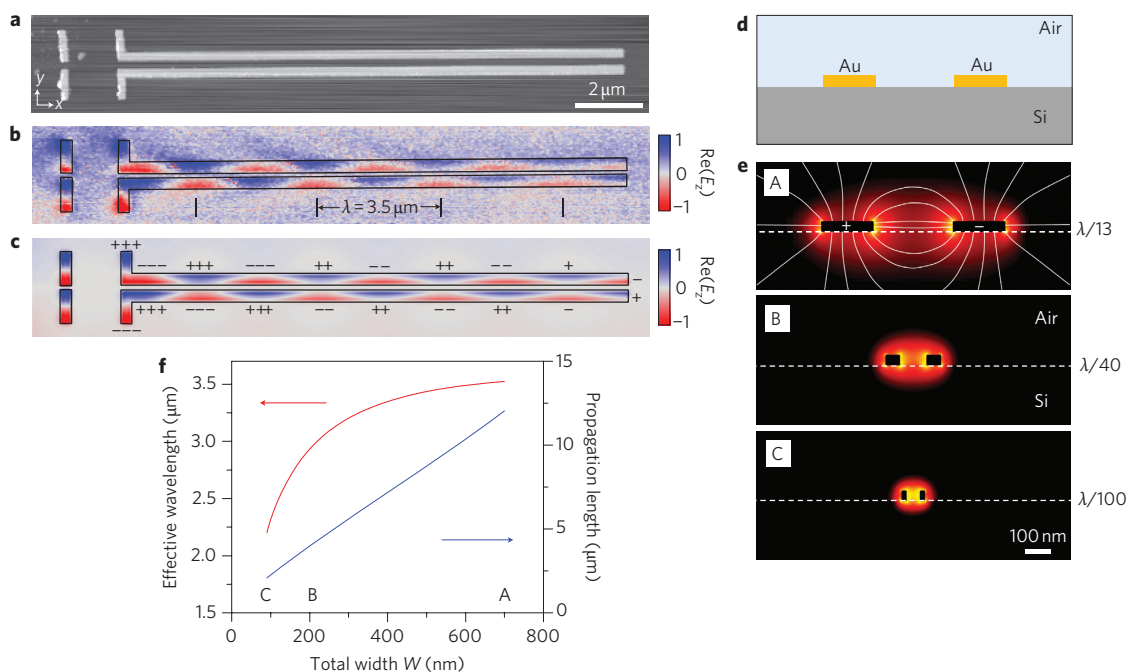 a
y
x
2 μm
b
λ = 3.5 μm
1
0
−1
Re(E_z)
c
+++
−−− +++ −−− ++ −− ++ −− +
−
+
+++ −−− +++ −− ++ −− ++ −
−−−
1
0
−1
Re(E_z)
d
Air
Au Au
Si
e
A
+ −
λ/13
B
Air
Si
λ/40
C
λ/100
100 nm
f
Effective wavelength (μm)
3.5
3.0
2.5
2.0
1.5
15
10
5
0
Propagation length (μm)
C B A
0 200 400 600 800
Total width W (nm)